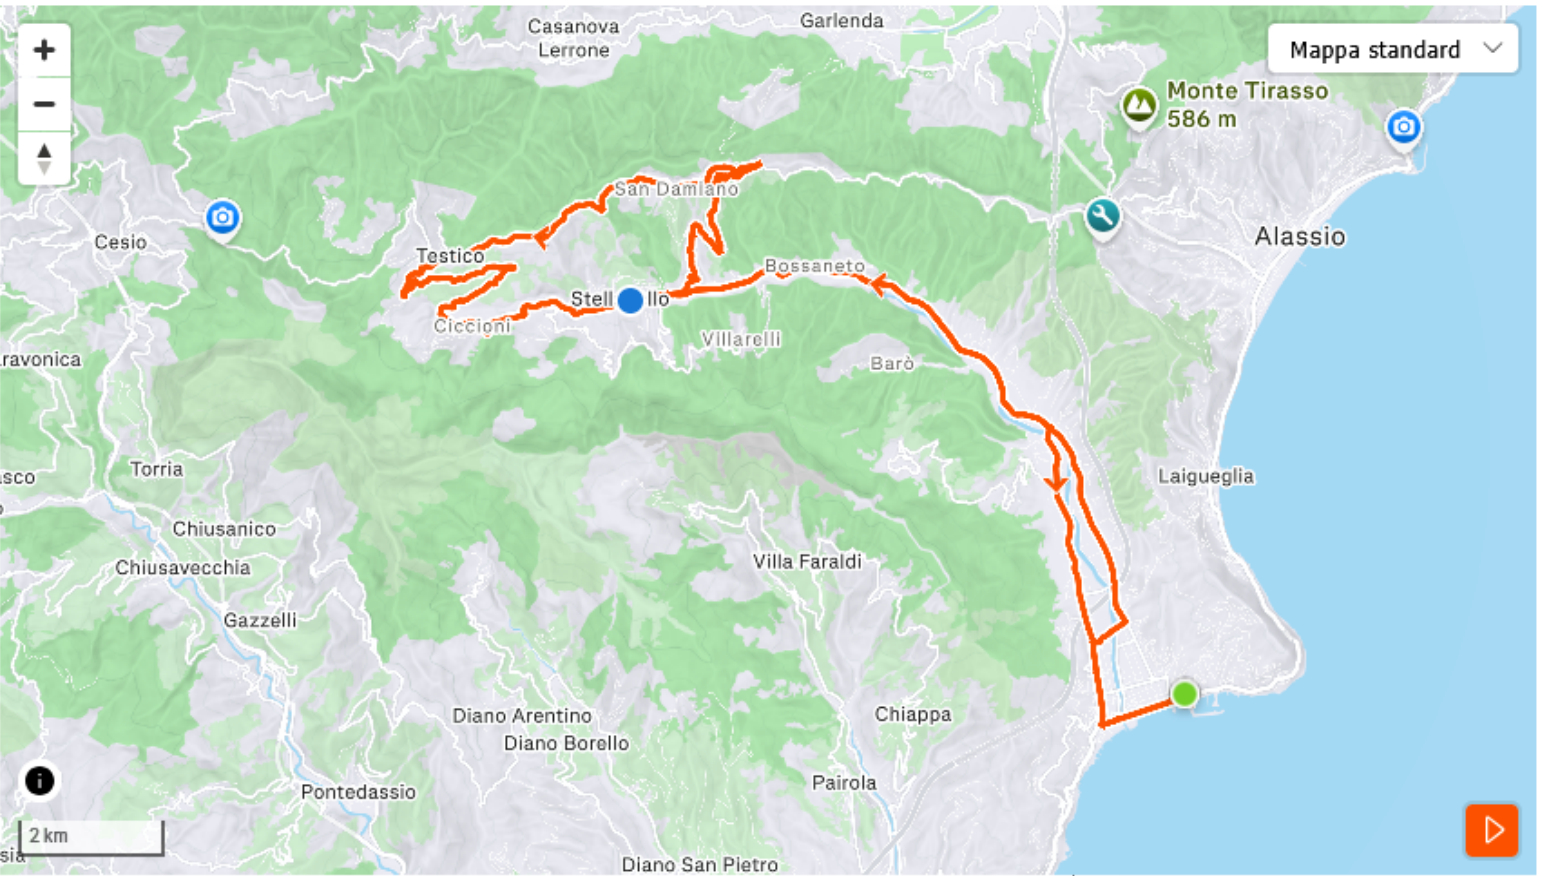 Casanova
Lerrone
Garlenda
Mappa standard
Monte Tirasso
586 m
San Damiano
Cesio
Testico
Alassio
Bossaneto
Stell
llo
Ciccioni
Villarelli
ravonica
Barò
Torria
sco
Laigueglia
Chiusanico
Chiusavecchia
Villa Faraldi
Gazzelli
Diano Arentino
Chiappa
Diano Borello
Pairola
Pontedassio
2 km
sia
Diano San Pietro